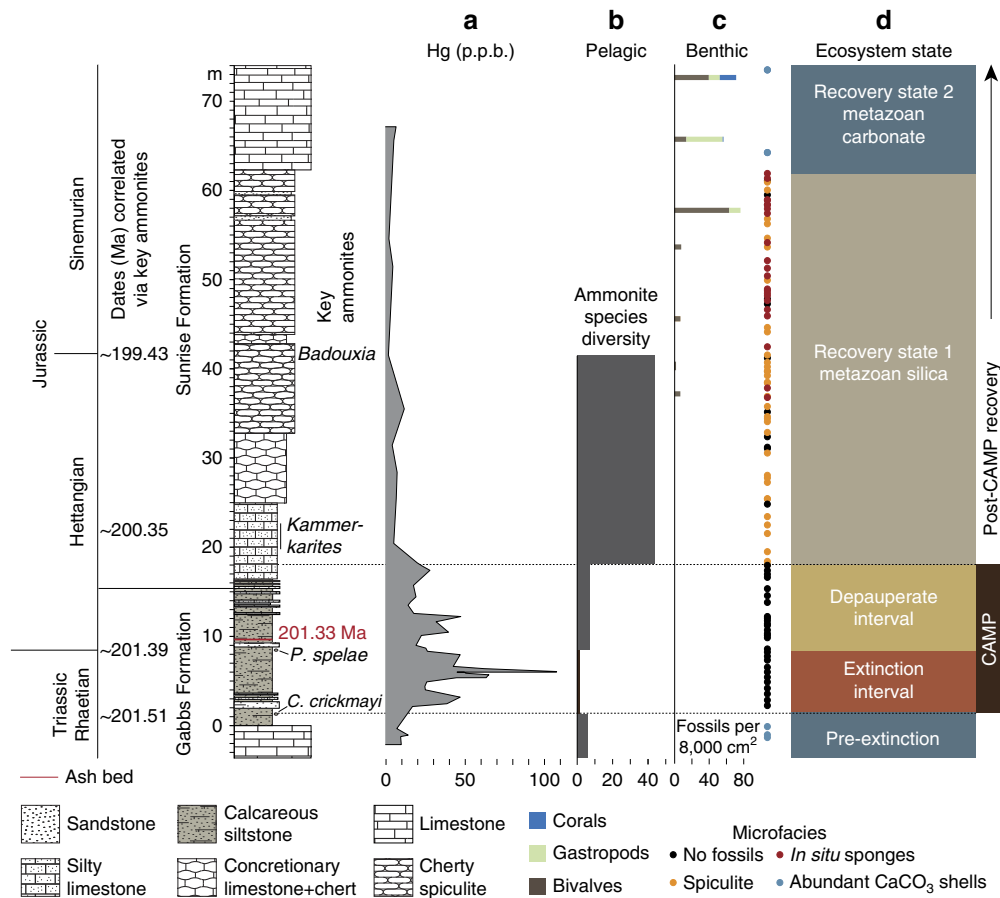 a
b
c
d
Hg (p.p.b.)
Pelagic
Benthic
Ecosystem state
Jurassic
Sinemurian
Hettangian
Triassic
Rhaetian
Dates (Ma) correlated
via key ammonites
~199.43
~200.35
~201.39
~201.51
Sunrise Formation
Gabbs Formation
m
70
60
50
40
30
20
10
0
Key
ammonites
Badouxia
Kammer-
karites
201.33 Ma
P. spelae
C. crickmayi
0
50
100
Ammonite
species
diversity
0
20
40
Fossils per
8,000 cm2
0
40
80
Recovery state 2
metazoan
carbonate
Recovery state 1
metazoan silica
Depauperate
interval
Extinction
interval
Pre-extinction
Post-CAMP recovery
CAMP
Ash bed
Sandstone
Calcareous
siltstone
Limestone
Silty
limestone
Concretionary
limestone+chert
Cherty
spiculite
Corals
Gastropods
Bivalves
Microfacies
No fossils
In situ sponges
Spiculite
Abundant CaCO3 shells